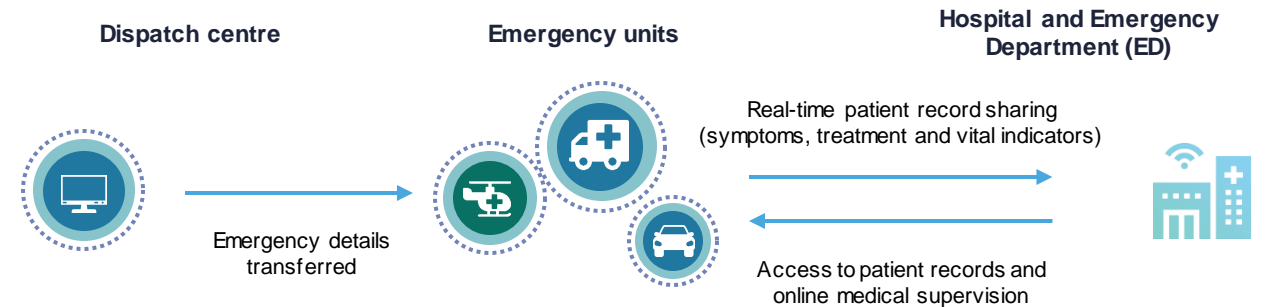 Dispatch centre
Emergency units
Hospital and Emergency
Department (ED)
Real-time patient record sharing
(symptoms, treatment and vital indicators)
Emergency details
transferred
Access to patient records and
online medical supervision